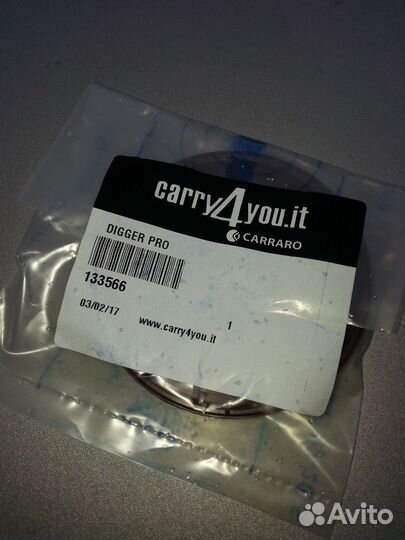 carry4you.it
CARRARO
DIGGER PRO
133566
03/02/17
1
www.carry4you.it
Avito